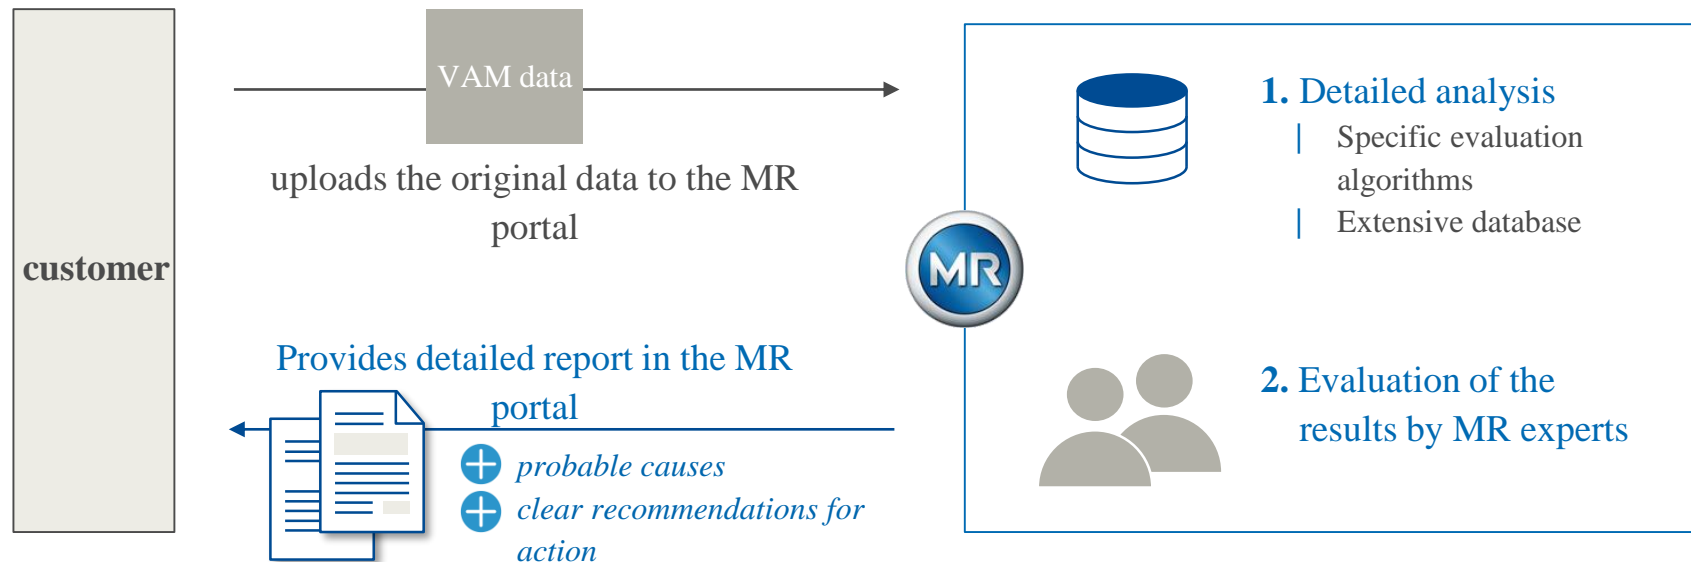 customer
VAM data
uploads the original data to the MR
portal
Provides detailed report in the MR
portal
probable causes
clear recommendations for
action
MR
1. Detailed analysis
| Specific evaluation
algorithms
| Extensive database
2. Evaluation of the
results by MR experts